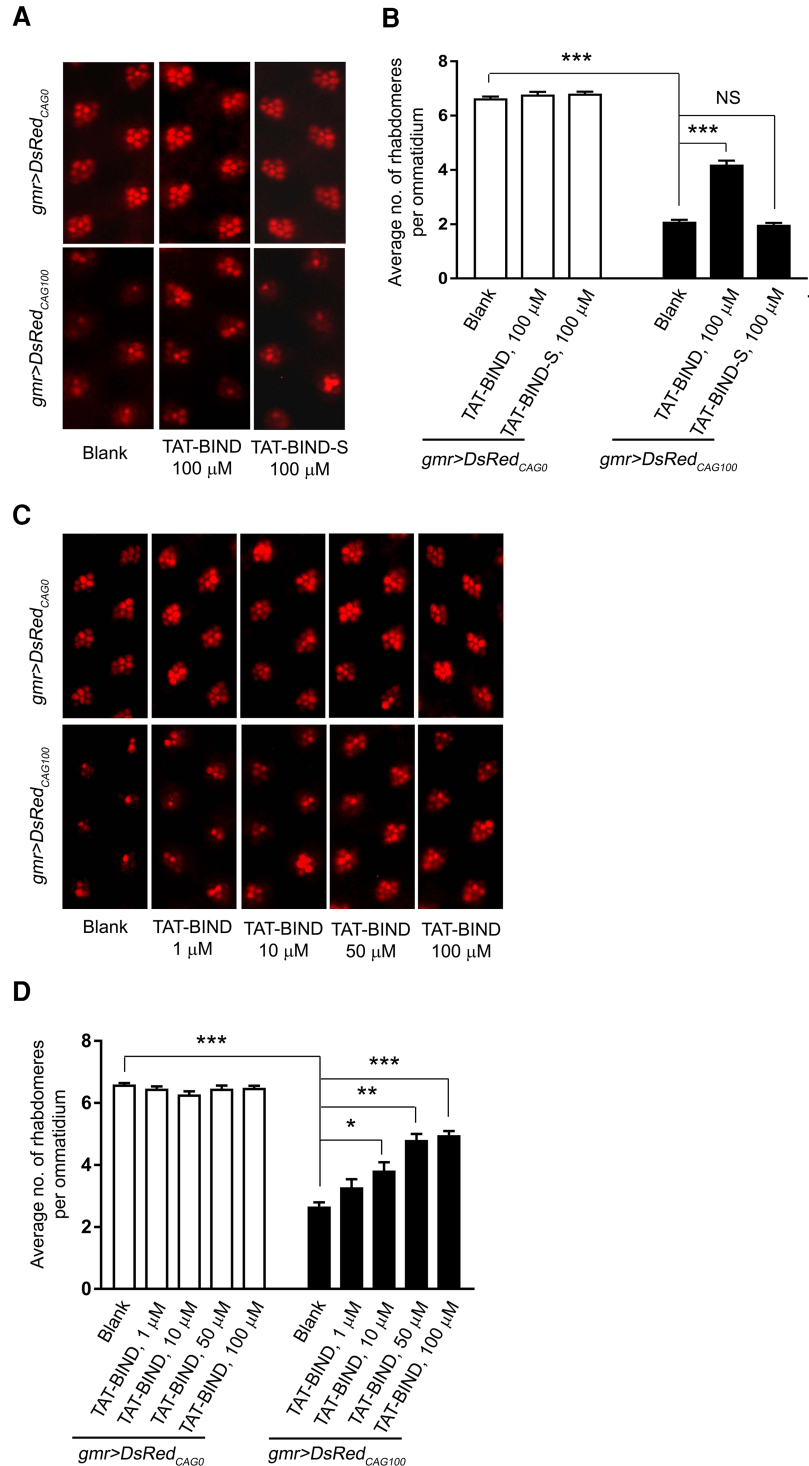 A
gmr>DsRedCAG0
gmr>DsRedCAG100
Blank
TAT-BIND
100 μM
TAT-BIND-S
100 μM
B
Average no. of rhabdomeres
per ommatidium
8
6
4
2
0
***
***
NS
Blank
TAT-BIND, 100 μM
TAT-BIND-S, 100 μM
Blank
TAT-BIND, 100 μM
TAT-BIND-S, 100 μM
gmr>DsRedCAG0
gmr>DsRedCAG100
C
gmr>DsRedCAG0
gmr>DsRedCAG100
Blank
TAT-BIND
1 μM
TAT-BIND
10 μM
TAT-BIND
50 μM
TAT-BIND
100 μM
D
Average no. of rhabdomeres
per ommatidium
8
6
4
2
0
***
***
**
*
Blank
TAT-BIND, 1 μM
TAT-BIND, 10 μM
TAT-BIND, 50 μM
TAT-BIND, 100 μM
Blank
TAT-BIND, 1 μM
TAT-BIND, 10 μM
TAT-BIND, 50 μM
TAT-BIND, 100 μM
gmr>DsRedCAG0
gmr>DsRedCAG100